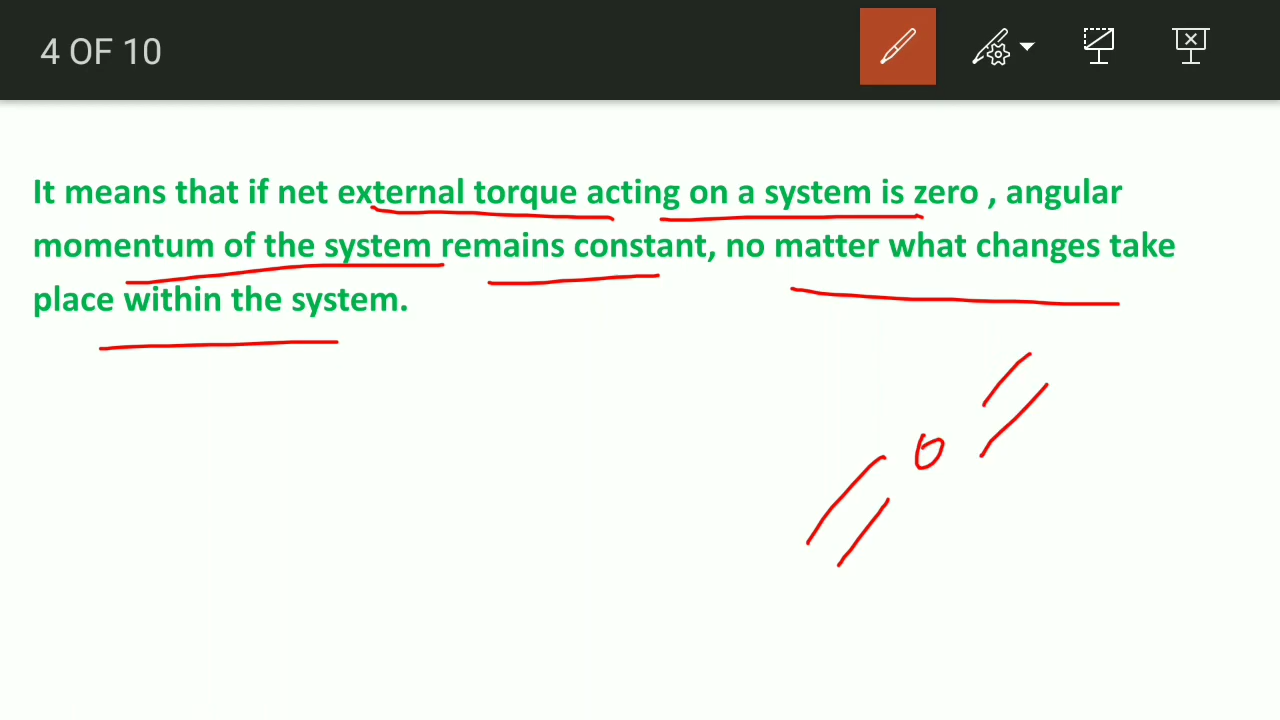 4 OF 10
It means that if net external torque acting on a system is zero , angular
momentum of the system remains constant, no matter what changes take
place within the system.